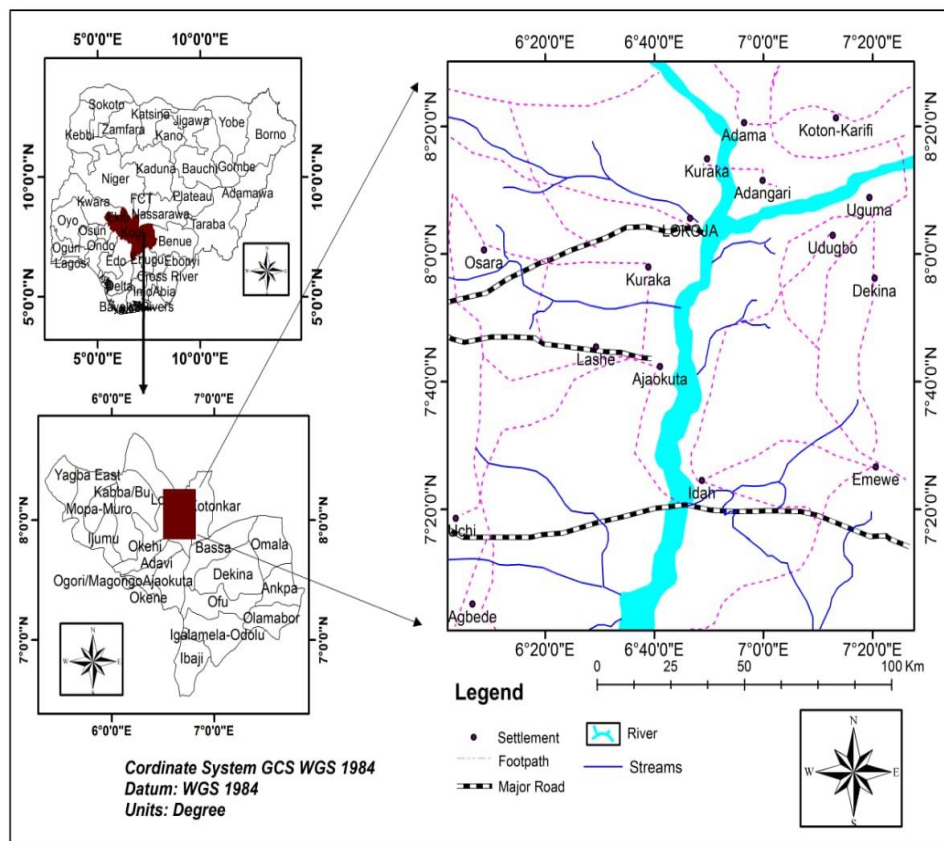 5°0'0"E 10°0'0"E
Sokoto
Katsina
Jigawa
Yobe
Borno
Kebbi
Zamfara
Kano
Kaduna
Bauchi
Gombe
Niger
Adamawa
FCT
Plateau
Kwara
Nassarawa
Taraba
Oyo
Osun
Benue
Ogun
Ondo
Lagos
Edo
Enugu
Ebonyi
Cross River
Delta
Imo
Abia
Rivers
10°0'0"N
5°0'0"N
10°0'0"N
5°0'0"N
5°0'0"E 10°0'0"E
N
W E
S
6°0'0"E 7°0'0"E
Yagba East
Kabba/Bu
Lo
Kotonkar
Mopa-Muro
Ijumu
Okehi
Bassa
Omala
Adavi
Ogori/Magongo
Ajaokuta
Dekina
Ankpa
Okene
Ofu
Olamabor
Igalamela-Odolu
Ibaji
8°0'0"N
7°0'0"N
8°0'0"N
7°0'0"N
N
W E
S
6°0'0"E 7°0'0"E
Cordinate System GCS WGS 1984
Datum: WGS 1984
Units: Degree
6°20'0"E 6°40'0"E 7°0'0"E 7°20'0"E
8°20'0"N
8°0'0"N
7°40'0"N
7°20'0"N
Adama
Koton-Karifi
Kuraka
Adangari
Uguma
LOKOJA
Udugbo
Osara
Kuraka
Dekina
Lashe
Ajaokuta
Emewe
Idah
Uchi
Agbede
8°20'0"N
8°0'0"N
7°40'0"N
7°20'0"N
6°20'0"E 6°40'0"E 7°0'0"E 7°20'0"E
0 25 50 100 Km
Legend
Settlement
River
Footpath
Streams
Major Road
N
W E
S